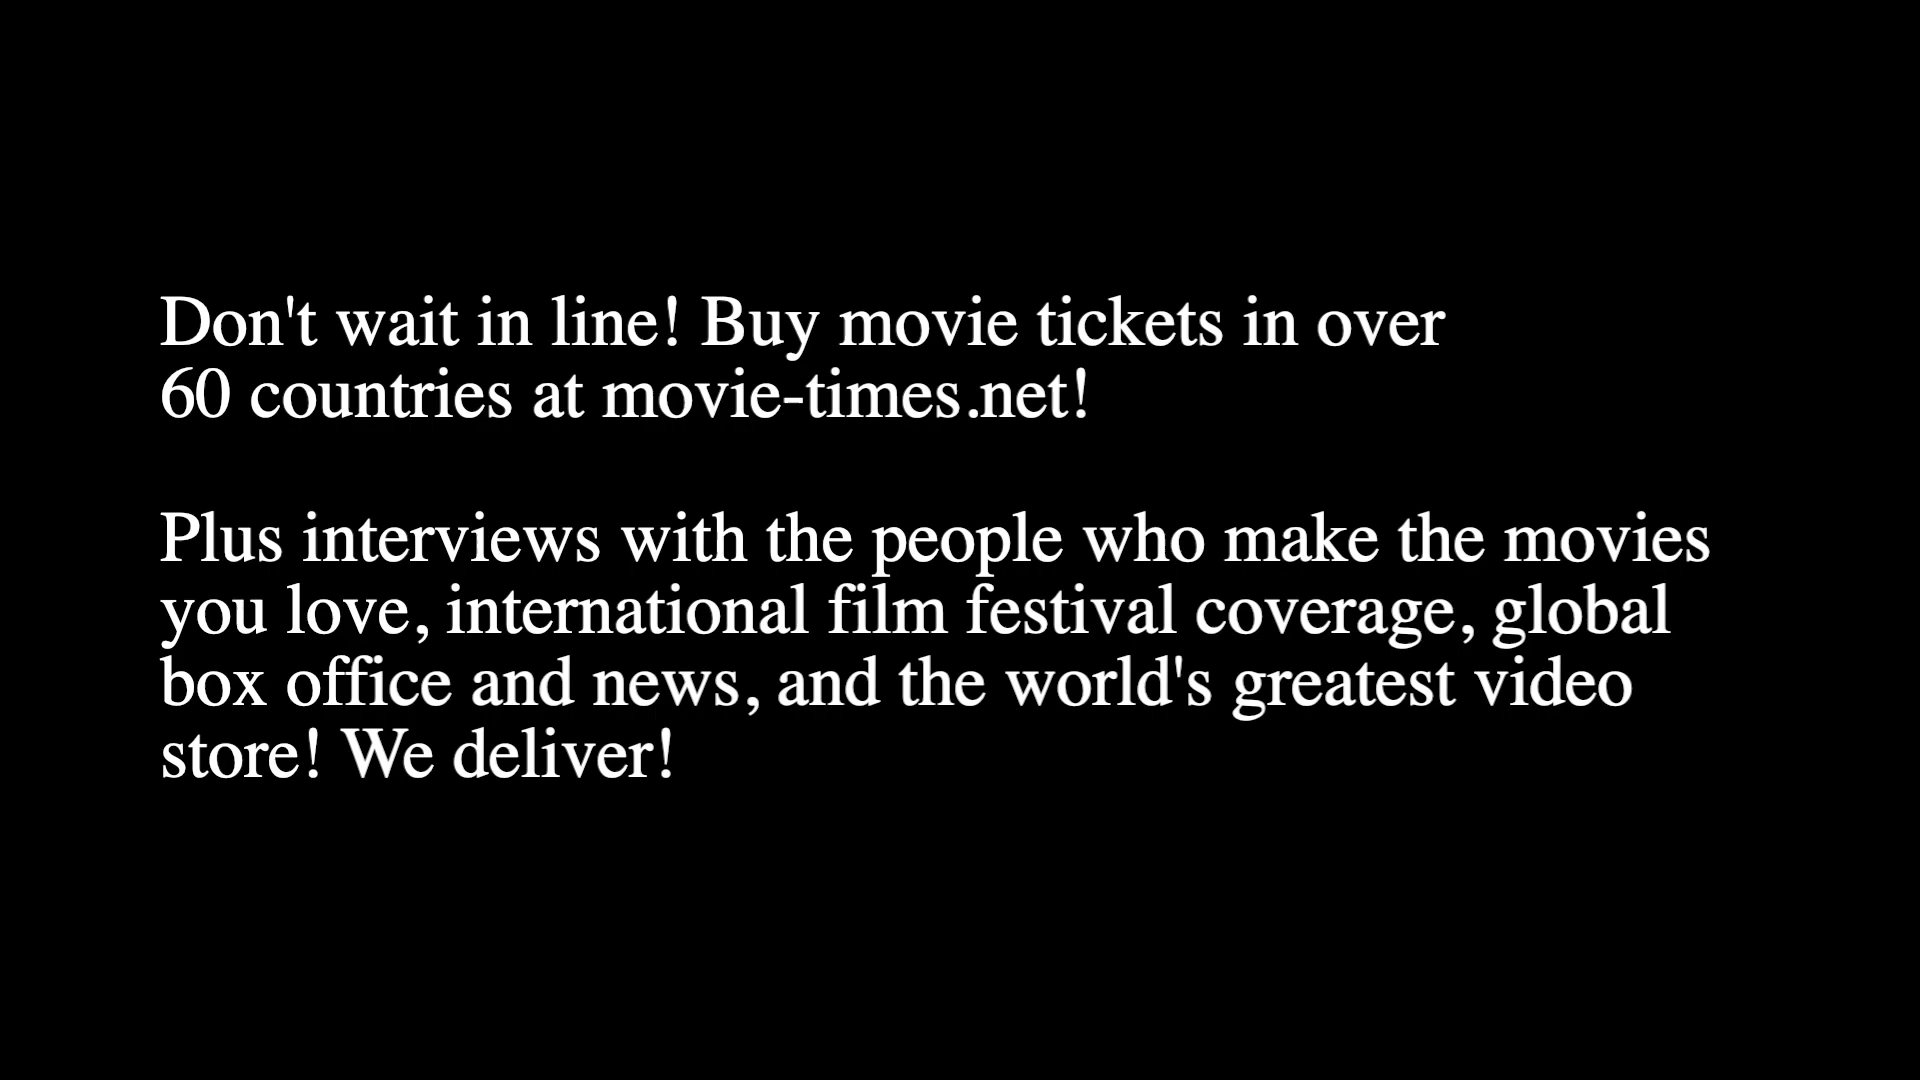 Don't wait in line! Buy movie tickets in over
60 countries at movie-times.net!
Plus interviews with the people who make the movies
you love, international film festival coverage, global
box office and news, and the world's greatest video
store! We deliver!